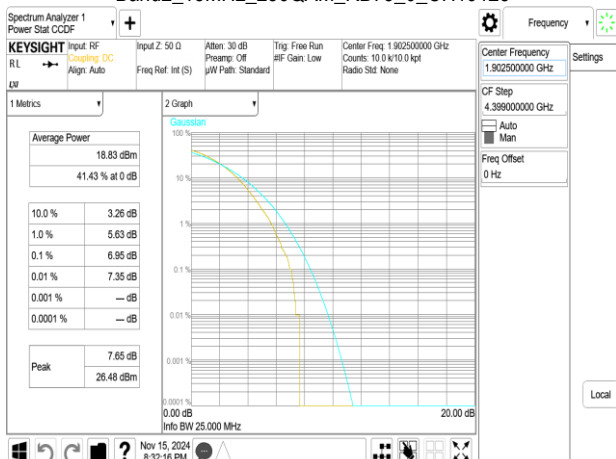 Spectrum Analyzer 1
Power Stat CCDF
Frequency
KEYSIGHT
Input: RF
Coupling: DC
Align: Auto
Input Z: 50 Ω
Freq Ref: Int (S)
Atten: 30 dB
Preamp: Off
µW Path: Standard
Trig: Free Run
#IF Gain: Low
Center Freq: 1.902500000 GHz
Counts: 10.0 k/10.0 kpt
Radio Std: None
RL
LXI
Center Frequency
1.902500000 GHz
Settings
CF Step
4.399000000 GHz
Auto
Man
Freq Offset
0 Hz
Local
1 Metrics
Average Power
18.83 dBm
41.43 % at 0 dB
10.0 % 3.26 dB
1.0 % 5.63 dB
0.1 % 6.95 dB
0.01 % 7.35 dB
0.001 % --- dB
0.0001 % --- dB
Peak
7.65 dB
26.48 dBm
2 Graph
Gaussian
100 %
10 %
1 %
0.1 %
0.01 %
0.001 %
0.0001 %
0.00 dB 20.00 dB
Info BW 25.000 MHz
Nov 15, 2024
8:32:16 PM